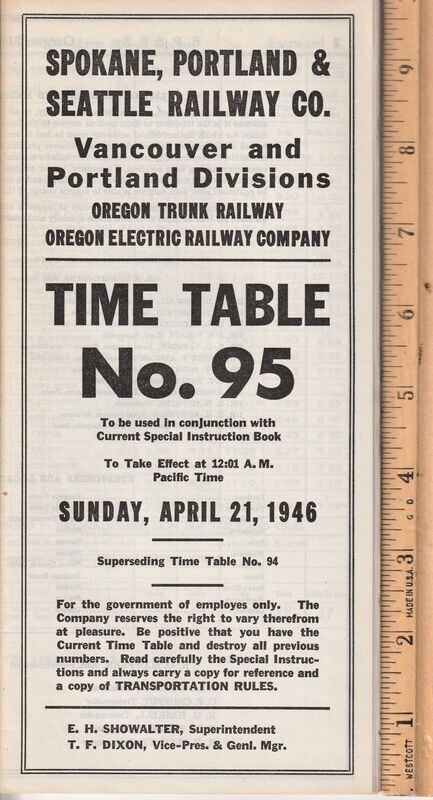 SPOKANE, PORTLAND &
SEATTLE RAILWAY CO.
Vancouver and
Portland Divisions
OREGON TRUNK RAILWAY
OREGON ELECTRIC RAILWAY COMPANY
TIME TABLE
No. 95
To be used in conjunction with
Current Special Instruction Book
To Take Effect at 12:01 A. M.
Pacific Time
SUNDAY, APRIL 21, 1946
Superseding Time Table No. 94
For the government of employes only. The
Company reserves the right to vary therefrom
at pleasure. Be positive that you have the
Current Time Table and destroy all previous
numbers. Read carefully the Special Instruc-
tions and always carry a copy for reference and
a copy of TRANSPORTATION RULES.
E. H. SHOWALTER, Superintendent
T. F. DIXON, Vice-Pres. & Genl. Mgr.
9
8
7
6
5
4
3
2
1
MADE IN U.S.A.
WESTCOTT